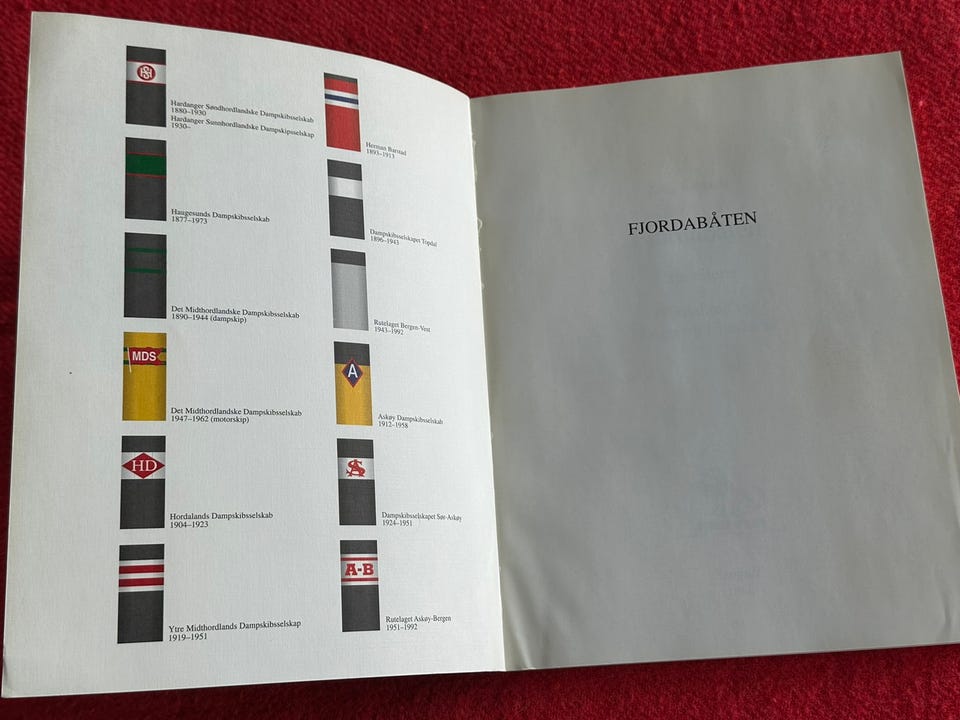 Hardanger Søndhordlandske Dampskibsselskab
1880–1930
Hardanger Sunnhordlandske Dampskipsselskap
1930–
Haugesunds Dampskibsselskab
1877–1973
Det Midthordlandske Dampskibsselskab
1890–1944 (dampskip)
MDS
Det Midthordlandske Dampskibsselskab
1947–1962 (motorskip)
HD
Hordalands Dampskibsselskab
1904–1923
Ytre Midthordlands Dampskibsselskap
1919–1951
Herman Barstad
1893–1913
Dampskibsselskapet Topdal
1896–1943
Rutelaget Bergen-Vest
1943–1992
A
Askøy Dampskibsselskab
1912–1958
Dampskibsselskapet Sør-Askøy
1924–1951
A-B
Rutelaget Askøy-Bergen
1951–1992
FJORDABÅTEN